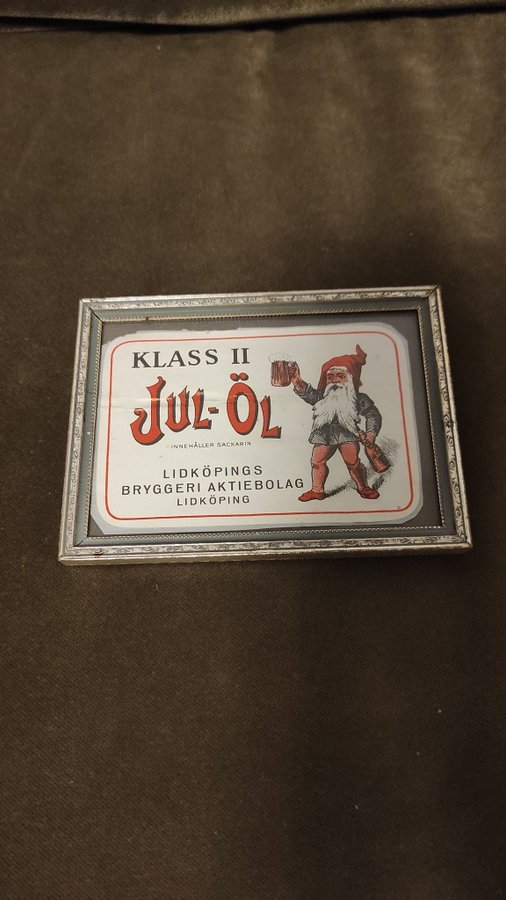 KLASS II
JUL-ÖL
INNEHÅLLER SACKARIN
LIDKÖPINGS
BRYGGERI AKTIEBOLAG
LIDKÖPING